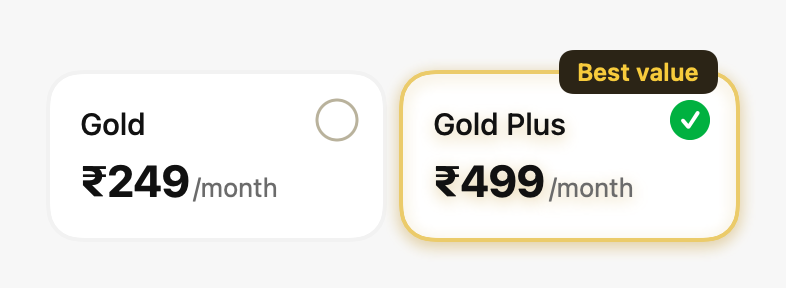 Best value
Gold
₹249/month
Gold Plus
₹499/month